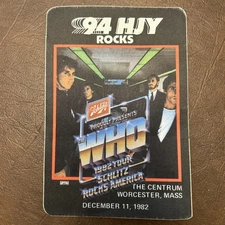 94 HJY
ROCKS
Schlitz
PROUDLY PRESENTS
THE WHO
1982 TOUR
SCHLITZ
ROCKS AMERICA
THE CENTRUM
WORCESTER, MASS
DECEMBER 11, 1982